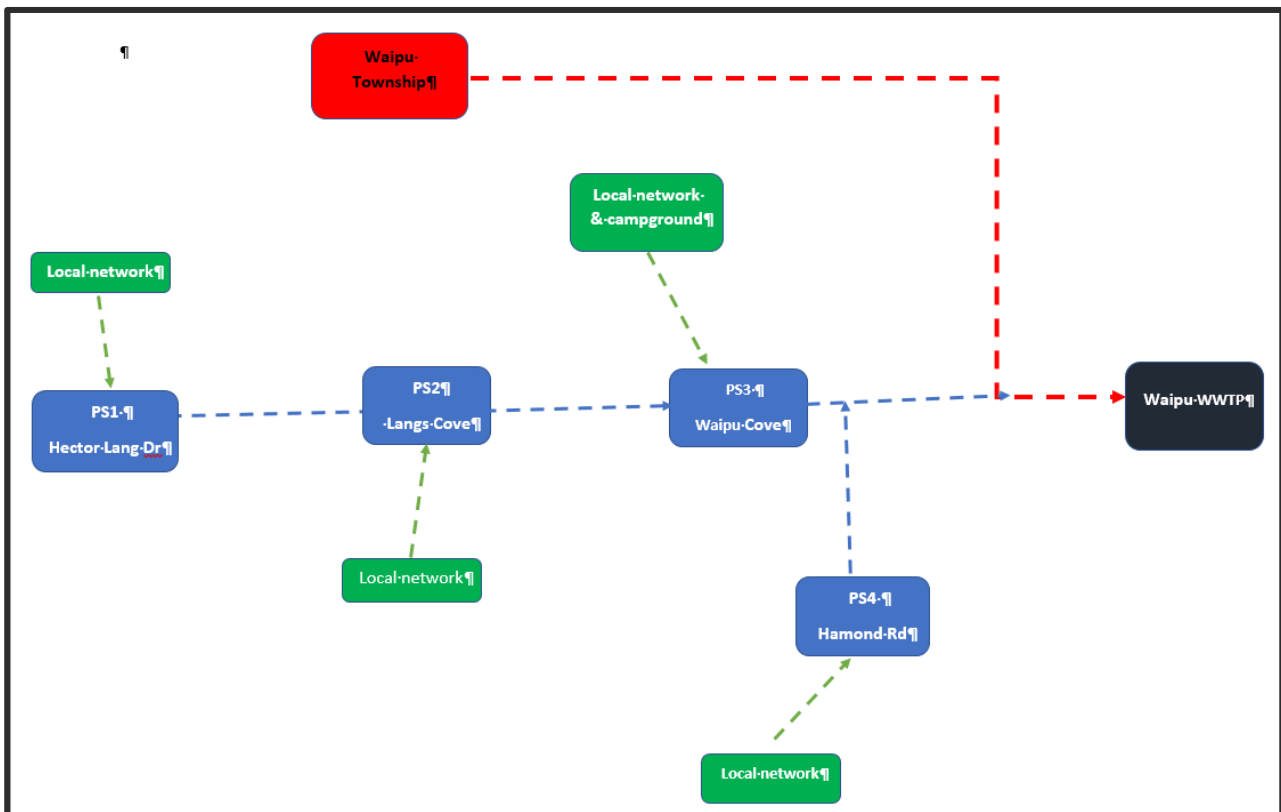 ¶
Waipu·
Township¶
Local·network·
&·campground¶
Local·network¶
PS1·¶
Hector·Lang·Dr¶
PS2¶
·Langs·Cove¶
PS3·¶
Waipu·Cove¶
Waipu·WWTP¶
Local·network¶
PS4·¶
Hamond·Rd¶
Local·network¶